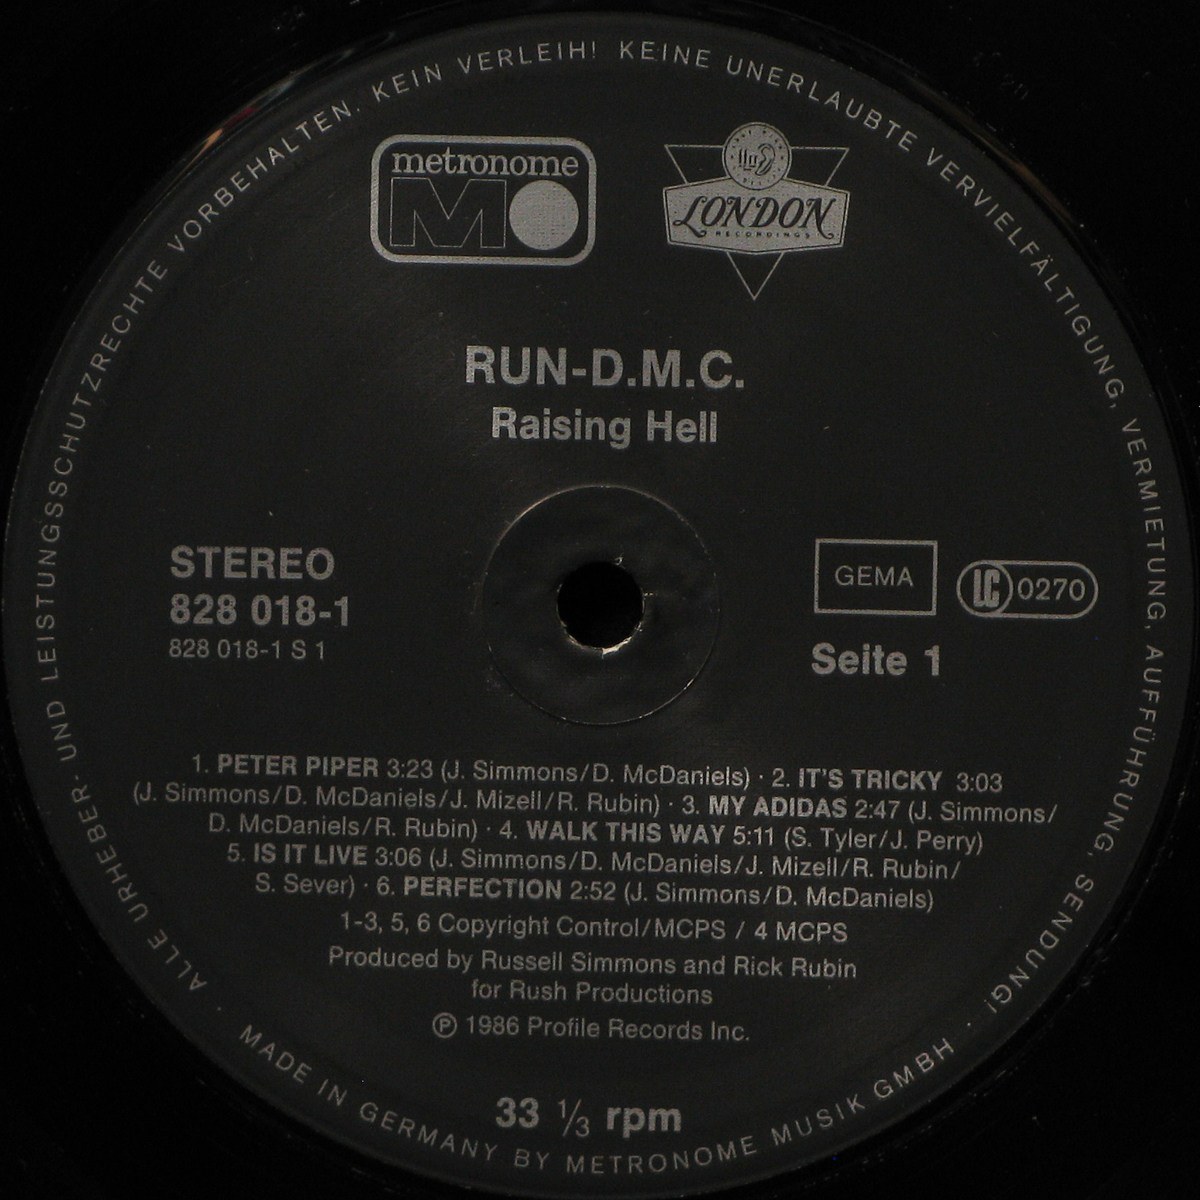 ALLE URHEBER- UND LEISTUNGSSCHUTZRECHTE VORBEHALTEN. KEIN VERLEIH! KEINE UNERLAUBTE VERVIELFÄLTIGUNG, VERMIETUNG, AUFFÜHRUNG, SENDUNG!
metronome
LONDON
RECORDINGS
RUN-D.M.C.
Raising Hell
STEREO
828 018-1
828 018-1 S 1
GEMA
LC 0270
Seite 1
1. PETER PIPER 3:23 (J. Simmons/D. McDaniels) · 2. IT'S TRICKY 3:03
(J. Simmons/D. McDaniels/J. Mizell/R. Rubin) · 3. MY ADIDAS 2:47 (J. Simmons/
D. McDaniels/R. Rubin) · 4. WALK THIS WAY 5:11 (S. Tyler/J. Perry)
5. IS IT LIVE 3:06 (J. Simmons/D. McDaniels/J. Mizell/R. Rubin/
S. Sever) · 6. PERFECTION 2:52 (J. Simmons/D. McDaniels)
1-3, 5, 6 Copyright Control/MCPS / 4 MCPS
Produced by Russell Simmons and Rick Rubin
for Rush Productions
℗ 1986 Profile Records Inc.
33 1/3 rpm
· MADE IN GERMANY BY METRONOME MUSIK GMBH ·